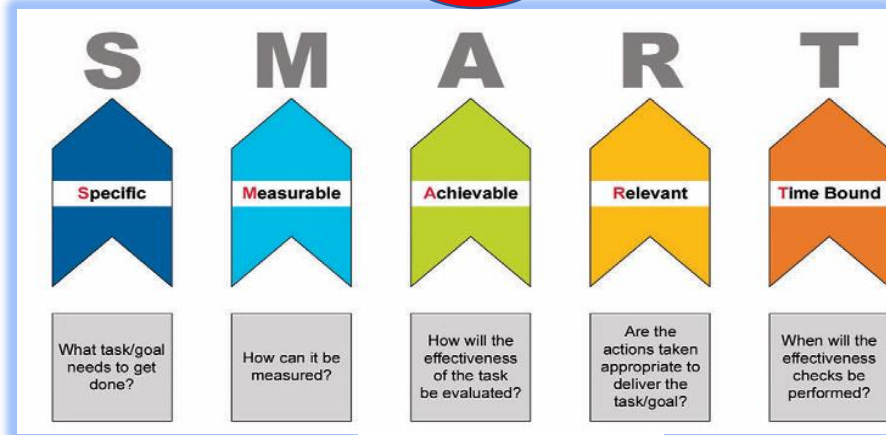 S M A R T
Specific
Measurable
Achievable
Relevant
Time Bound
What task/goal
needs to get
done?
How can it be
measured?
How will the
effectiveness
of the task
be evaluated?
Are the
actions taken
appropriate to
deliver the
task/goal?
When will the
effectiveness
checks be
performed?